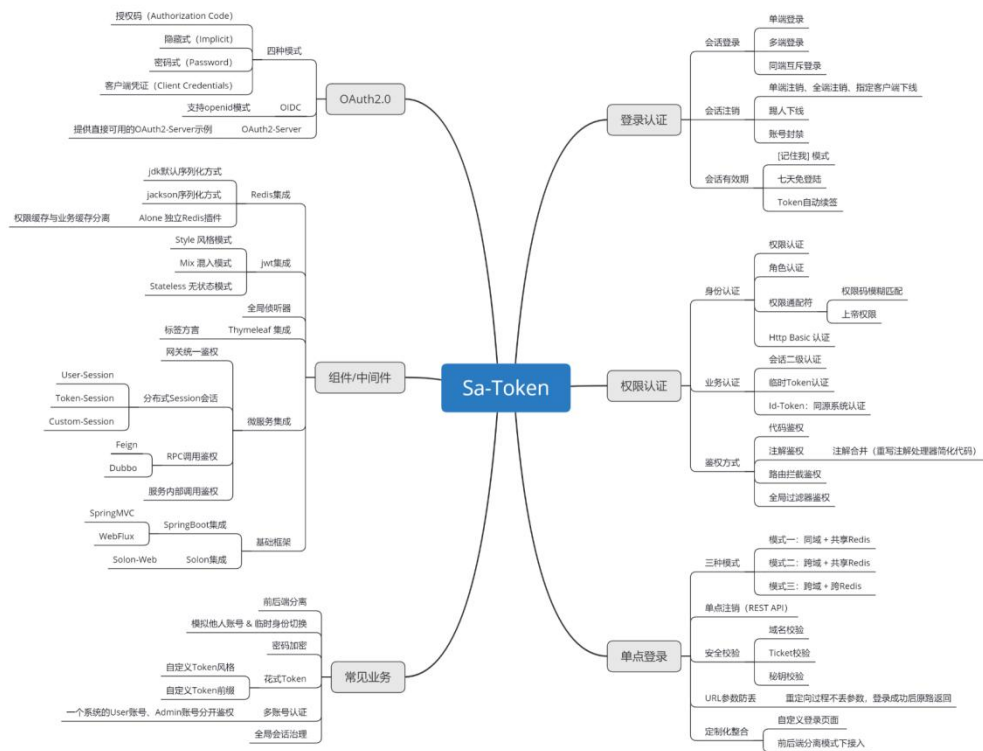 Sa-Token
OAuth2.0
四种模式
授权码（Authorization Code）
隐藏式（Implicit）
密码式（Password）
客户端凭证（Client Credentials）
OIDC
支持openid模式
OAuth2-Server
提供直接可用的OAuth2-Server示例
组件/中间件
Redis集成
jdk默认序列化方式
jackson序列化方式
Alone 独立Redis插件
权限缓存与业务缓存分离
jwt集成
Style 风格模式
Mix 混入模式
Stateless 无状态模式
全局侦听器
Thymeleaf 集成
标签方言
微服务集成
网关统一鉴权
分布式Session会话
User-Session
Token-Session
Custom-Session
RPC调用鉴权
Feign
Dubbo
服务内部调用鉴权
基础框架
SpringBoot集成
SpringMVC
WebFlux
Solon集成
Solon-Web
常见业务
前后端分离
模拟他人账号 & 临时身份切换
密码加密
花式Token
自定义Token风格
自定义Token前缀
多账号认证
一个系统的User账号、Admin账号分开鉴权
全局会话治理
登录认证
会话登录
单端登录
多端登录
同端互斥登录
会话注销
单端注销、全端注销、指定客户端下线
踢人下线
账号封禁
会话有效期
[记住我] 模式
七天免登陆
Token自动续签
权限认证
身份认证
权限认证
角色认证
权限通配符
权限码模糊匹配
上帝权限
Http Basic 认证
业务认证
会话二级认证
临时Token认证
Id-Token：同源系统认证
鉴权方式
代码鉴权
注解鉴权
注解合并（重写注解处理器简化代码）
路由拦截鉴权
全局过滤器鉴权
单点登录
三种模式
模式一：同域 + 共享Redis
模式二：跨域 + 共享Redis
模式三：跨域 + 跨Redis
单点注销（REST API）
安全校验
域名校验
Ticket校验
秘钥校验
URL参数防丢
重定向过程不丢参数，登录成功后原路返回
定制化整合
自定义登录页面
前后端分离模式下接入